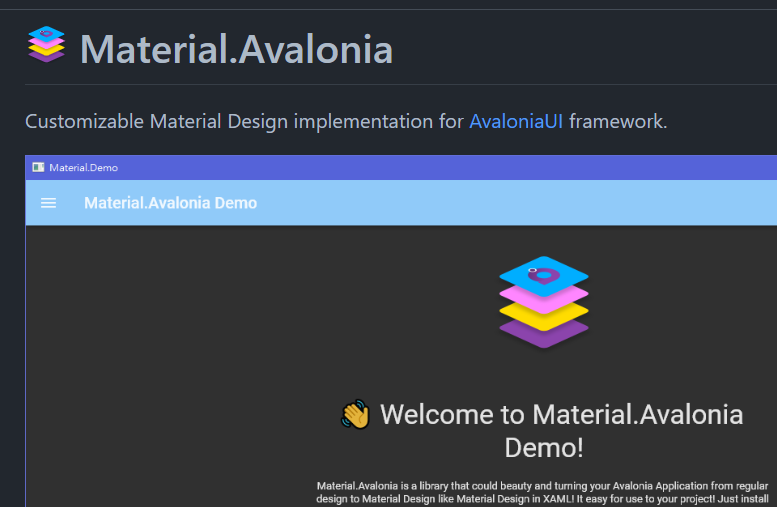 Material.Avalonia
Customizable Material Design implementation for AvaloniaUI framework.
Material.Demo
Material.Avalonia Demo
👋 Welcome to Material.Avalonia
Demo!
Material.Avalonia is a library that could beauty and turning your Avalonia Application from regular
design to Material Design like Material Design in XAML! It easy for use to your project! Just install